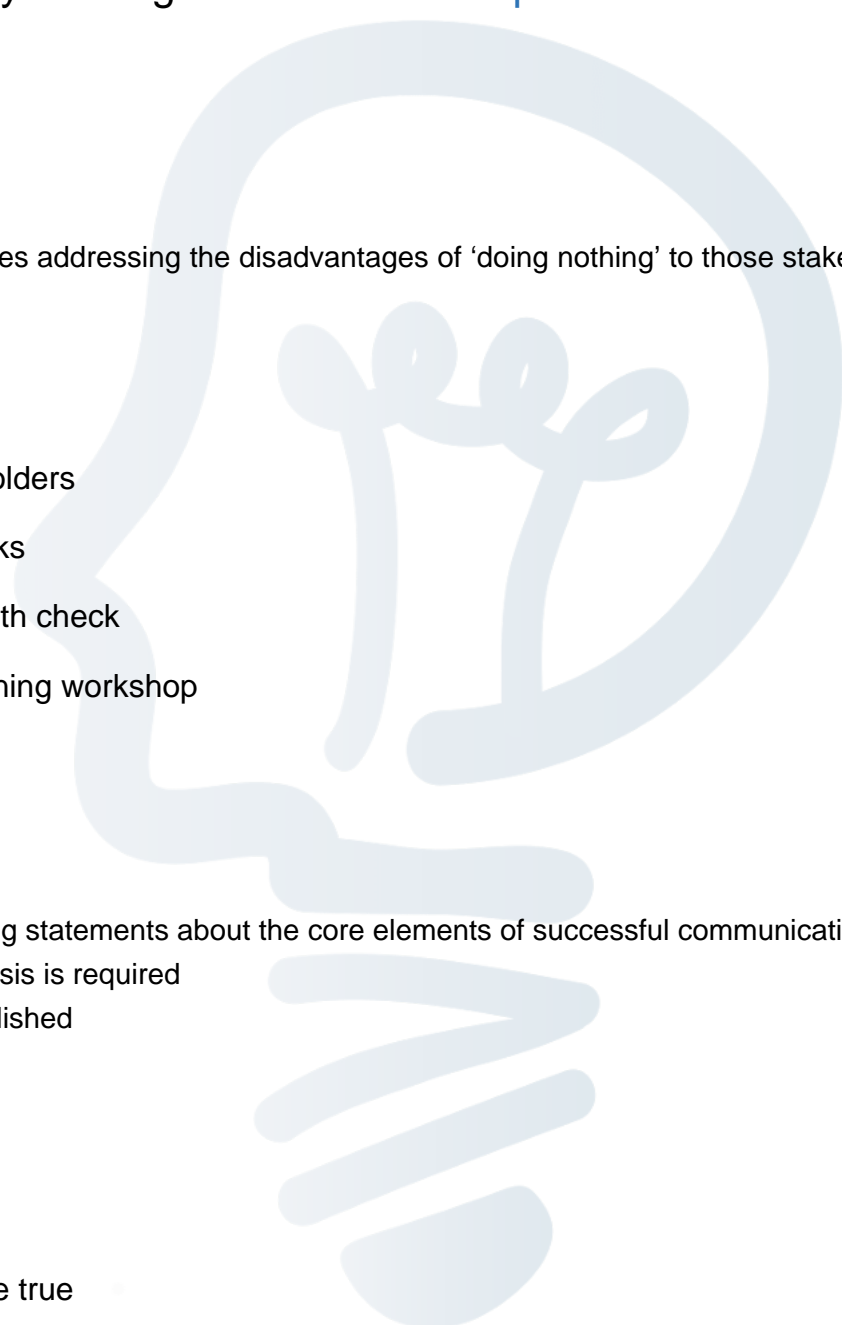 es addressing the disadvantages of ‘doing nothing’ to those stake
olders
ks
th check
ning workshop
g statements about the core elements of successful communicati
sis is required
lished
e true